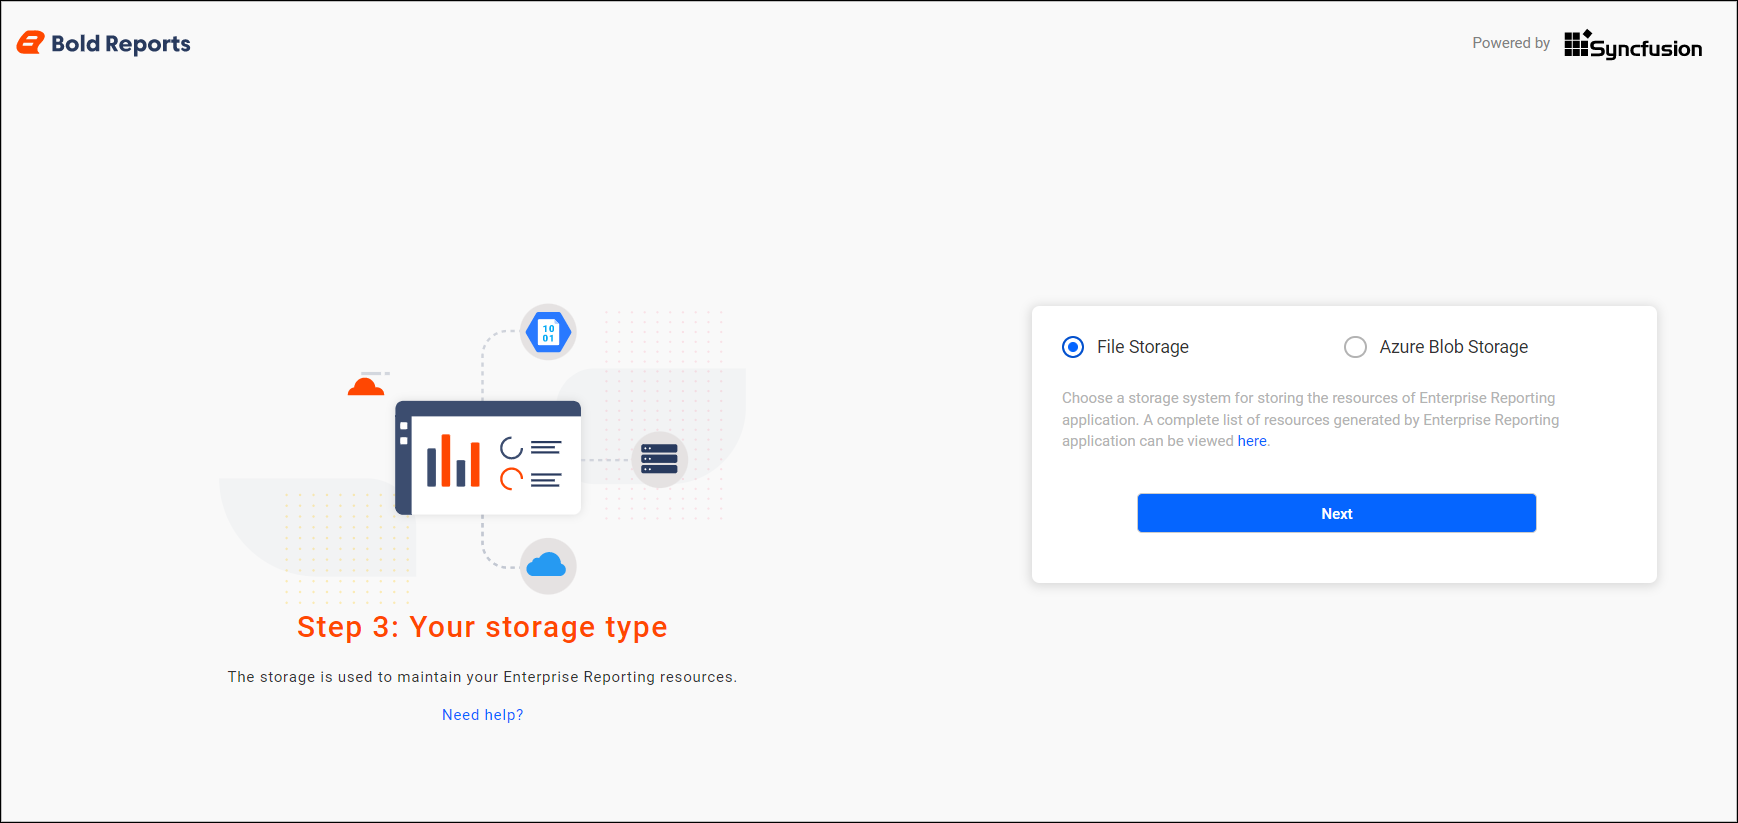 Bold Reports
Powered by Syncfusion
10
01
Step 3: Your storage type
The storage is used to maintain your Enterprise Reporting resources.
Need help?
File Storage
Azure Blob Storage
Choose a storage system for storing the resources of Enterprise Reporting
application. A complete list of resources generated by Enterprise Reporting
application can be viewed here.
Next